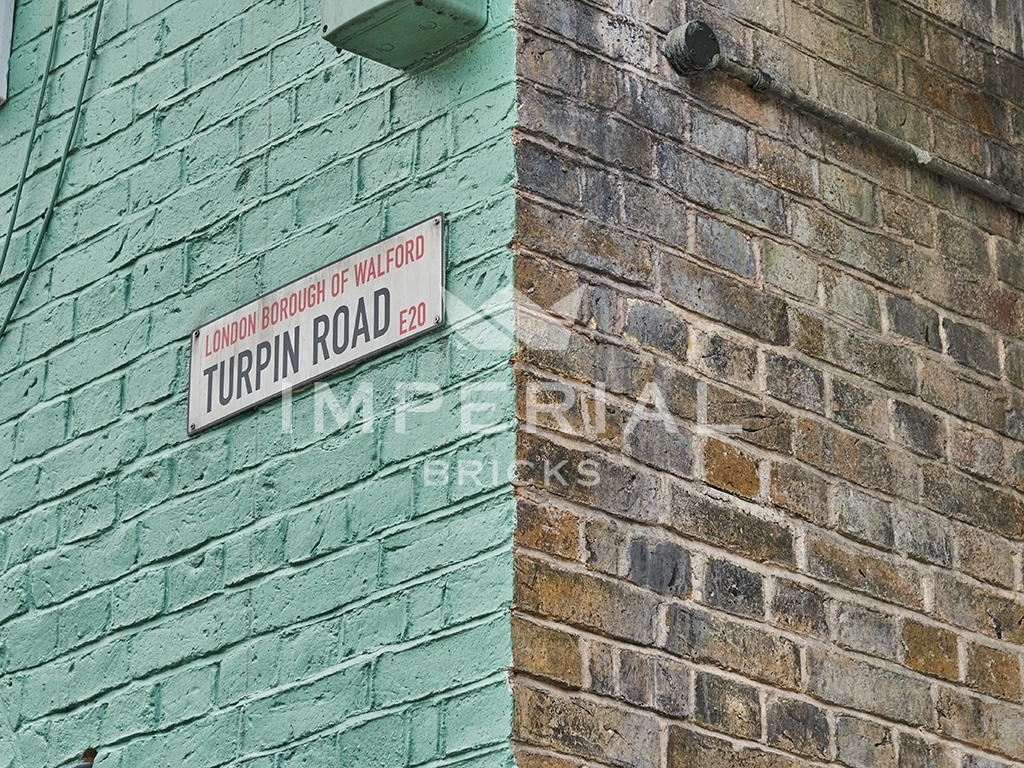 LONDON BOROUGH OF WALFORD
TURPIN ROAD E20
IMPERIAL
BRICKS